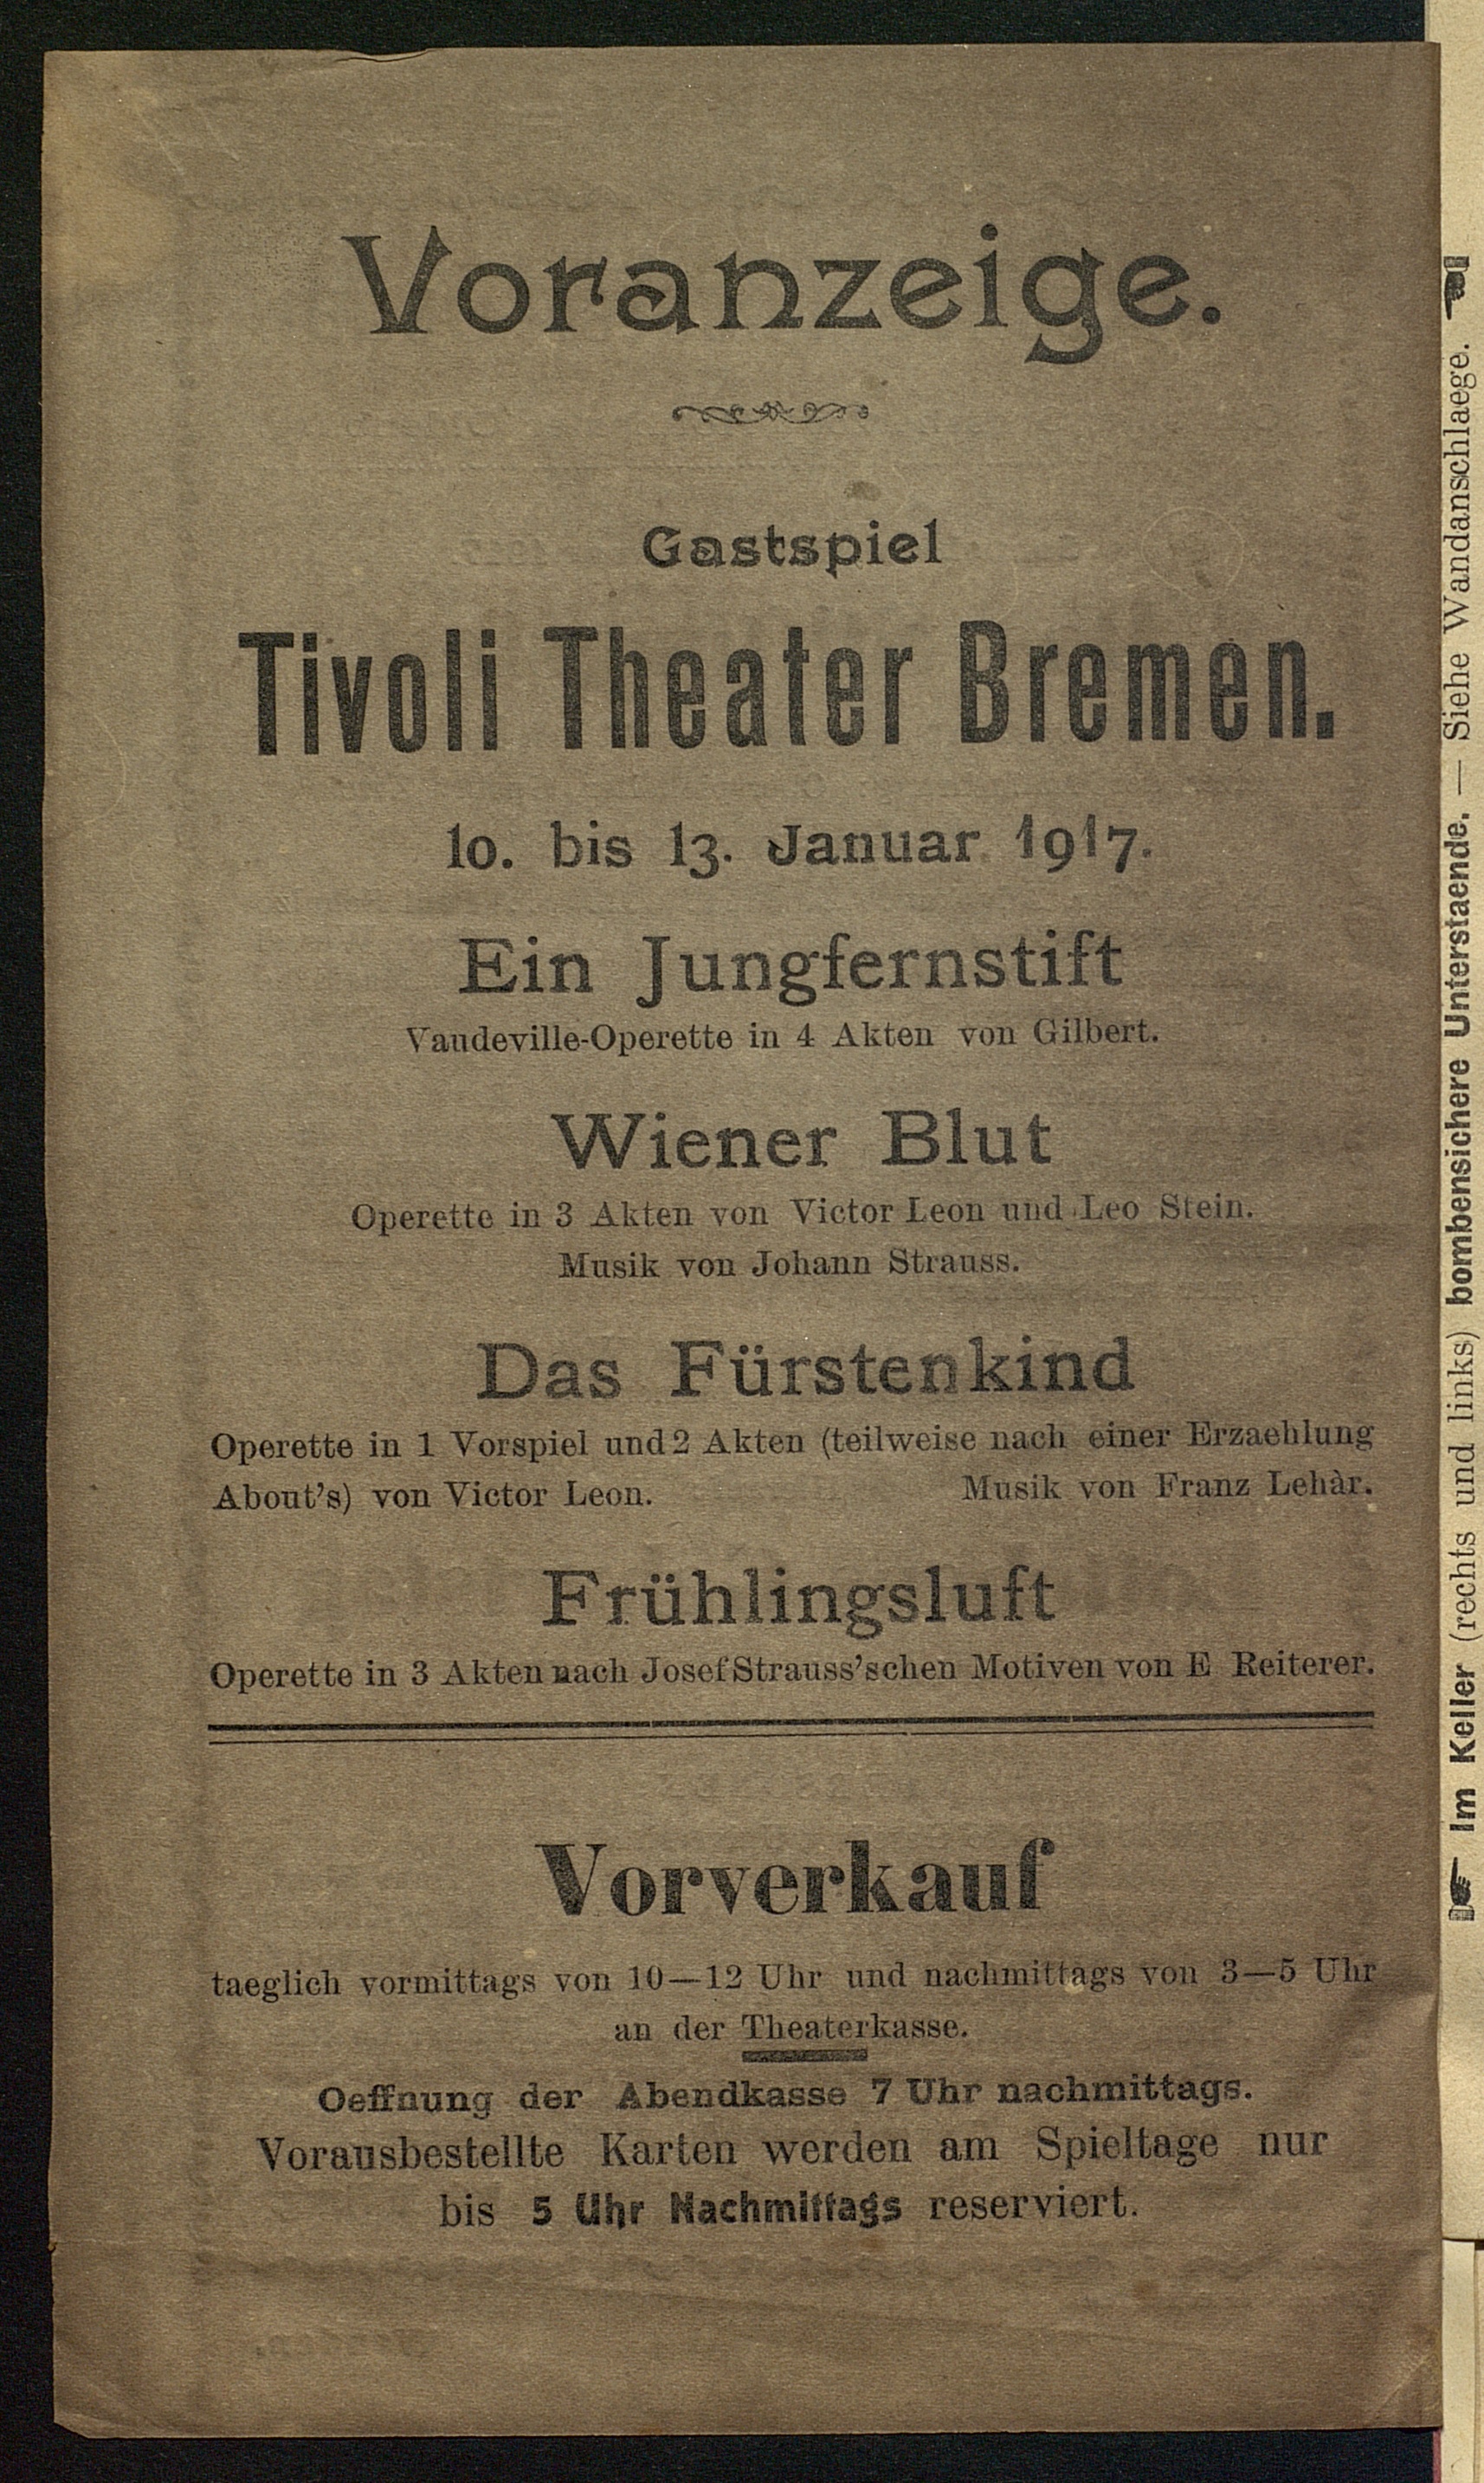 Voranzeige.
Gastspiel
Tivoli Theater Bremen.
10. bis 13. Januar 1917.
Ein Jungfernstift
Vaudeville-Operette in 4 Akten von Gilbert.
Wiener Blut
Operette in 3 Akten von Victor Leon und Leo Stein.
Musik von Johann Strauss.
Das Fürstenkind
Operette in 1 Vorspiel und 2 Akten (teilweise nach einer Erzaehlung
About's) von Victor Leon. Musik von Franz Lehàr.
Frühlingsluft
Operette in 3 Akten nach Josef Strauss'schen Motiven von E Reiterer.
Vorverkauf
taeglich vormittags von 10—12 Uhr und nachmittags von 3—5 Uhr
an der Theaterkasse.
Oeffnung der Abendkasse 7 Uhr nachmittags.
Vorausbestellte Karten werden am Spieltage nur
bis 5 Uhr Nachmittags reserviert.
☛ Im Keller (rechts und links) bombensichere Unterstaende. — Siehe Wandanschlaege. ☚